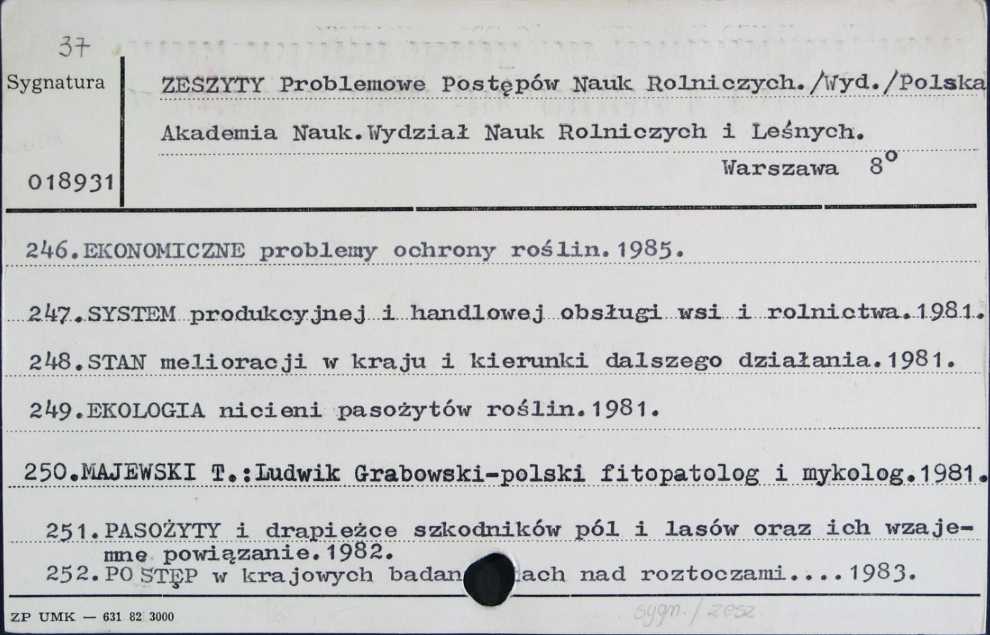 37
Sygnatura
ZESZYTY Problemowe Postępów Nauk Rolniczych./Wyd./Polska
Akademia Nauk.Wydział Nauk Rolniczych i Leśnych.
Warszawa 8°
018931
246.EKONOMICZNE problemy ochrony roślin.1985.
247.SYSTEM produkcyjnej i handlowej obsługi wsi i rolnictwa.1981.
248.STAN melioracji w kraju i kierunki dalszego działania.1981.
249.EKOLOGIA nicieni pasożytów roślin.1981.
250.MAJEWSKI T.:Ludwik Grabowski-polski fitopatolog i mykolog.1981.
251.PASOŻYTY i drapieżce szkodników pól i lasów oraz ich wzaje-
mne powiązanie.1982.
252.POSTĘP w krajowych badan lach nad roztoczami....1983.
ZP UMK — 631 82 3000
sygn./zesz